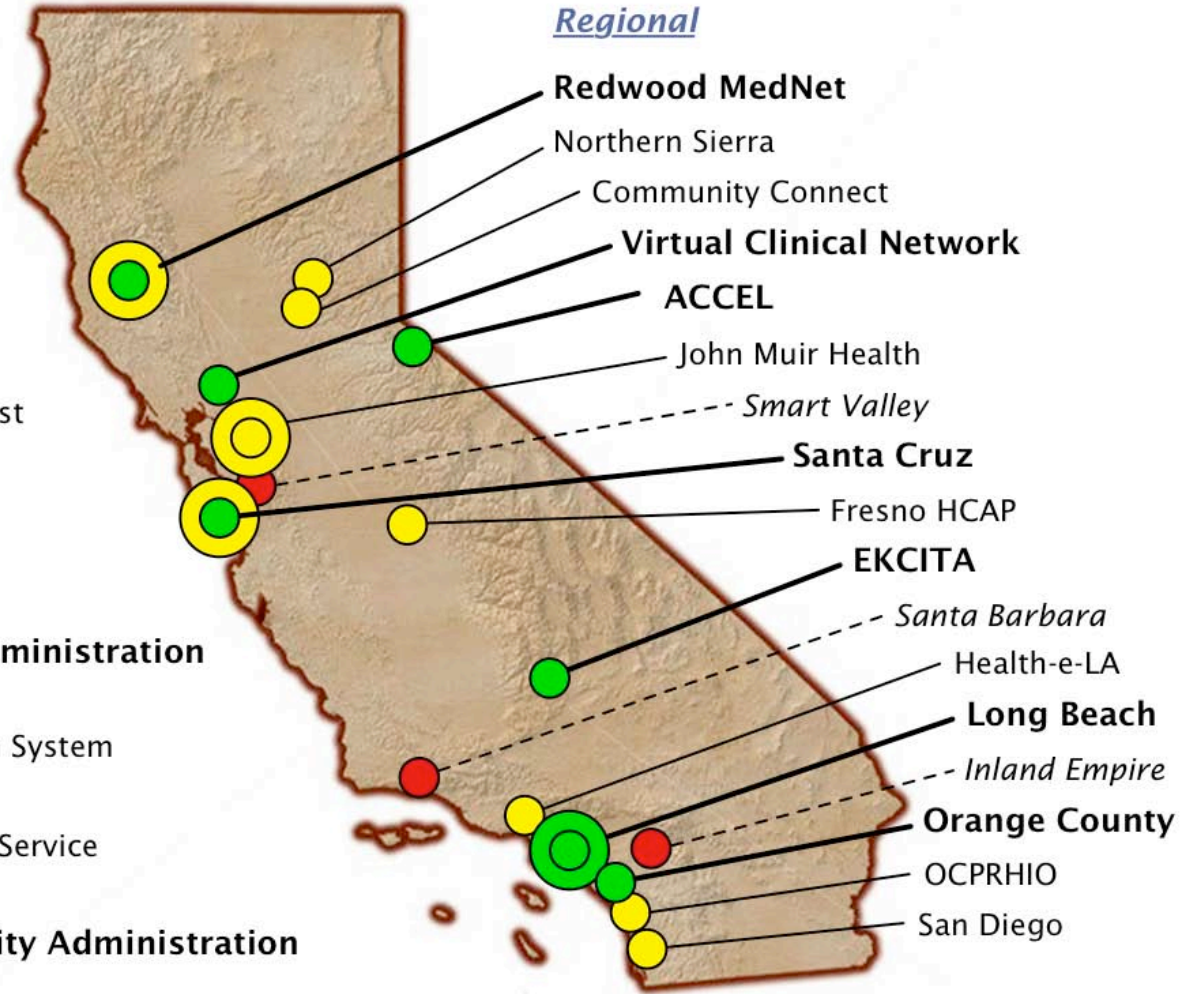 Regional
Redwood MedNet
Northern Sierra
Community Connect
Virtual Clinical Network
ACCEL
John Muir Health
Smart Valley
Santa Cruz
Fresno HCAP
EKCITA
Santa Barbara
Health-e-LA
Long Beach
Inland Empire
Orange County
OCPRHIO
San Diego
st
ministration
System
Service
ity Administration